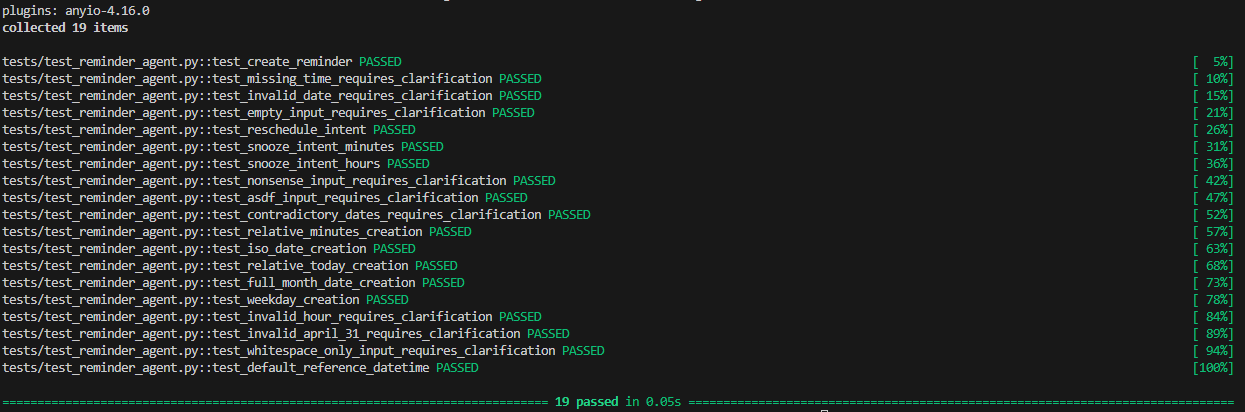 plugins: anyio-4.16.0
collected 19 items
tests/test_reminder_agent.py::test_create_reminder PASSED [  5%]
tests/test_reminder_agent.py::test_missing_time_requires_clarification PASSED [ 10%]
tests/test_reminder_agent.py::test_invalid_date_requires_clarification PASSED [ 15%]
tests/test_reminder_agent.py::test_empty_input_requires_clarification PASSED [ 21%]
tests/test_reminder_agent.py::test_reschedule_intent PASSED [ 26%]
tests/test_reminder_agent.py::test_snooze_intent_minutes PASSED [ 31%]
tests/test_reminder_agent.py::test_snooze_intent_hours PASSED [ 36%]
tests/test_reminder_agent.py::test_nonsense_input_requires_clarification PASSED [ 42%]
tests/test_reminder_agent.py::test_asdf_input_requires_clarification PASSED [ 47%]
tests/test_reminder_agent.py::test_contradictory_dates_requires_clarification PASSED [ 52%]
tests/test_reminder_agent.py::test_relative_minutes_creation PASSED [ 57%]
tests/test_reminder_agent.py::test_iso_date_creation PASSED [ 63%]
tests/test_reminder_agent.py::test_relative_today_creation PASSED [ 68%]
tests/test_reminder_agent.py::test_full_month_date_creation PASSED [ 73%]
tests/test_reminder_agent.py::test_weekday_creation PASSED [ 78%]
tests/test_reminder_agent.py::test_invalid_hour_requires_clarification PASSED [ 84%]
tests/test_reminder_agent.py::test_invalid_april_31_requires_clarification PASSED [ 89%]
tests/test_reminder_agent.py::test_whitespace_only_input_requires_clarification PASSED [ 94%]
tests/test_reminder_agent.py::test_default_reference_datetime PASSED [100%]
============================== 19 passed in 0.05s ==============================